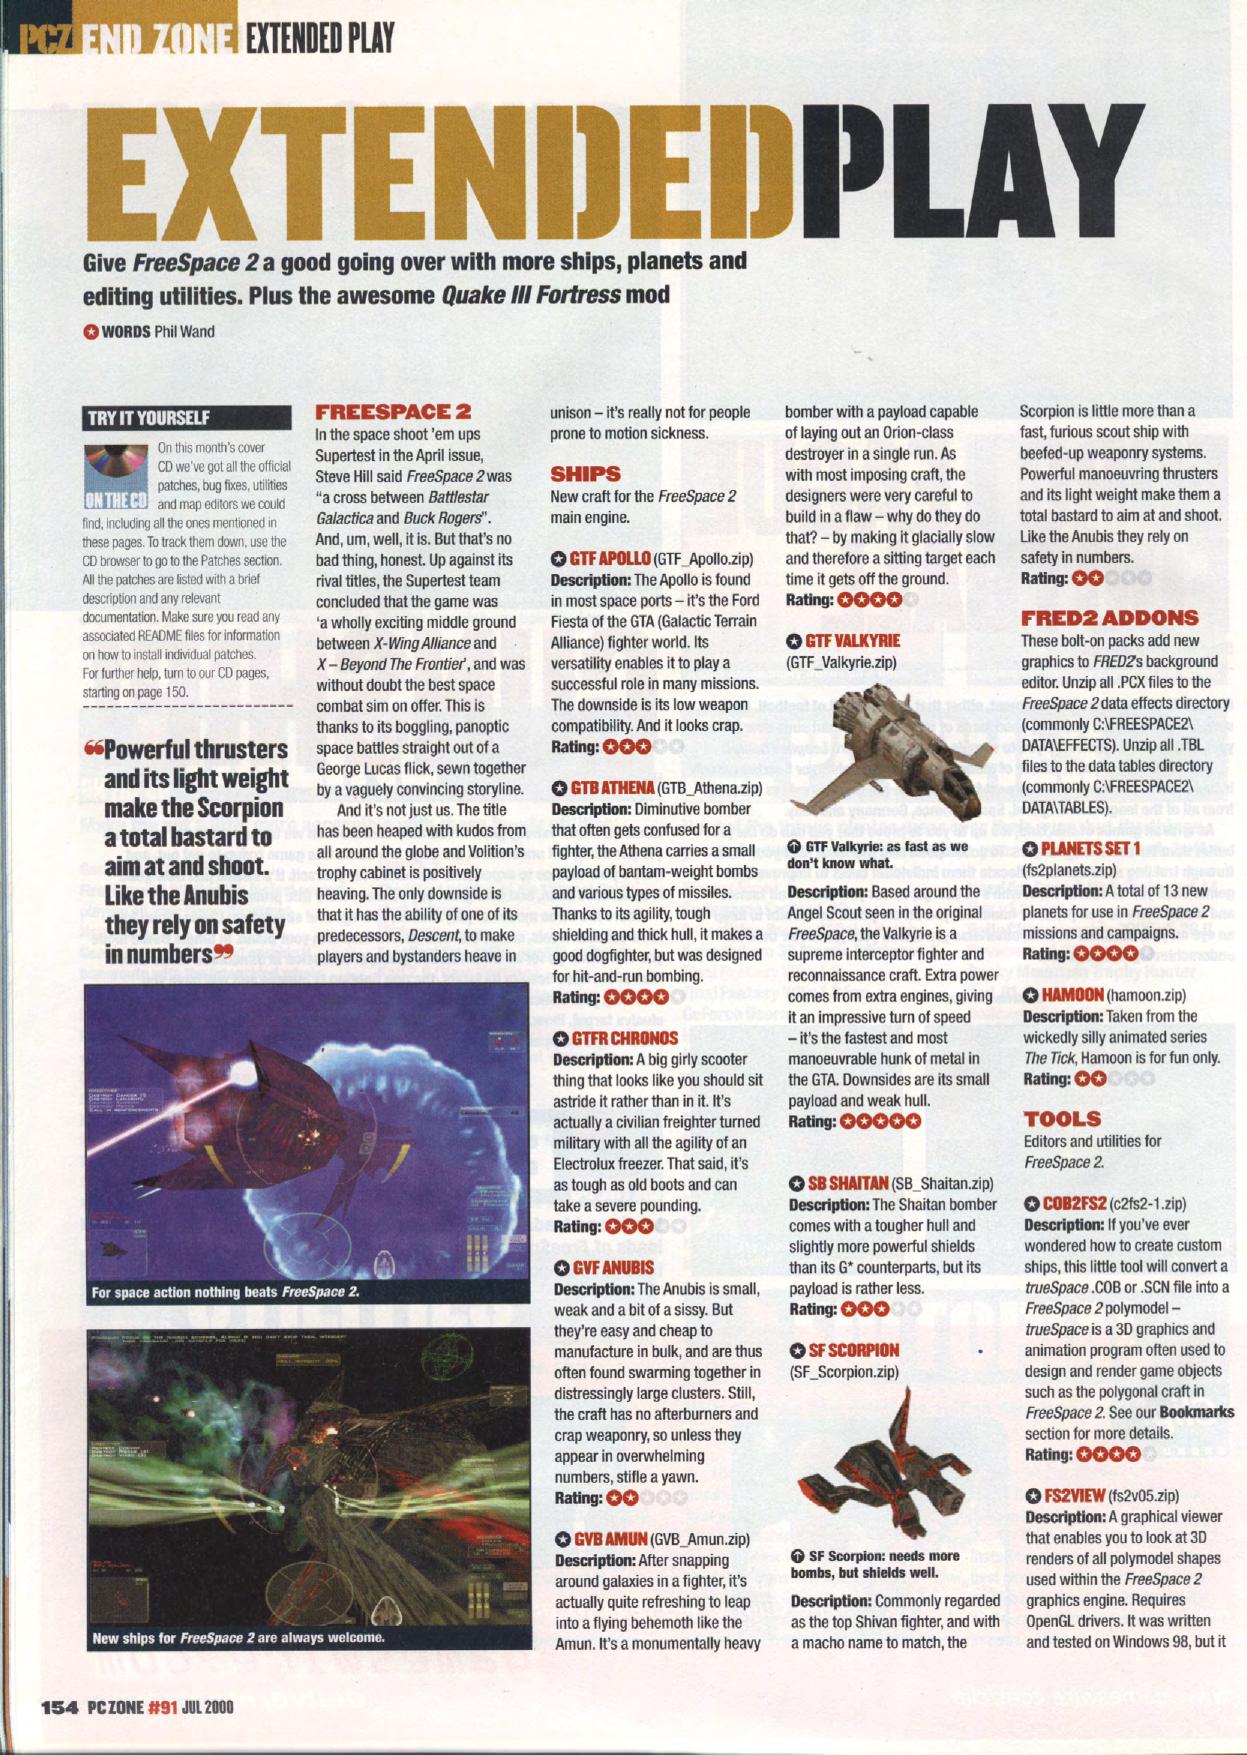 PCZ END ZONE EXTENDED PLAY
EXTENDEDPLAY
Give FreeSpace 2 a good going over with more ships, planets and
editing utilities. Plus the awesome Quake III Fortress mod
WORDS Phil Wand
TRY IT YOURSELF
ON THE CD
On this month's cover
CD we've got all the official
patches, bug fixes, utilities
and map editors we could
find, including all the ones mentioned in
these pages. To track them down, use the
CD browser to go to the Patches section.
All the patches are listed with a brief
description and any relevant
documentation. Make sure you read any
associated README files for information
on how to install individual patches.
For further help, turn to our CD pages,
starting on page 150.
“Powerful thrusters
and its light weight
make the Scorpion
a total bastard to
aim at and shoot.
Like the Anubis
they rely on safety
in numbers”
FREESPACE 2
In the space shoot 'em ups
Supertest in the April issue,
Steve Hill said FreeSpace 2 was
“a cross between Battlestar
Galactica and Buck Rogers”.
And, um, well, it is. But that's no
bad thing, honest. Up against its
rival titles, the Supertest team
concluded that the game was
'a wholly exciting middle ground
between X-Wing Alliance and
X – Beyond The Frontier', and was
without doubt the best space
combat sim on offer. This is
thanks to its boggling, panoptic
space battles straight out of a
George Lucas flick, sewn together
by a vaguely convincing storyline.
And it's not just us. The title
has been heaped with kudos from
all around the globe and Volition's
trophy cabinet is positively
heaving. The only downside is
that it has the ability of one of its
predecessors, Descent, to make
players and bystanders heave in
For space action nothing beats FreeSpace 2.
New ships for FreeSpace 2 are always welcome.
unison – it's really not for people
prone to motion sickness.
SHIPS
New craft for the FreeSpace 2
main engine.
GTF APOLLO (GTF_Apollo.zip)
Description: The Apollo is found
in most space ports – it's the Ford
Fiesta of the GTA (Galactic Terrain
Alliance) fighter world. Its
versatility enables it to play a
successful role in many missions.
The downside is its low weapon
compatibility. And it looks crap.
Rating:
GTB ATHENA (GTB_Athena.zip)
Description: Diminutive bomber
that often gets confused for a
fighter, the Athena carries a small
payload of bantam-weight bombs
and various types of missiles.
Thanks to its agility, tough
shielding and thick hull, it makes a
good dogfighter, but was designed
for hit-and-run bombing.
Rating:
GTFR CHRONOS
Description: A big girly scooter
thing that looks like you should sit
astride it rather than in it. It's
actually a civilian freighter turned
military with all the agility of an
Electrolux freezer. That said, it's
as tough as old boots and can
take a severe pounding.
Rating:
GVF ANUBIS
Description: The Anubis is small,
weak and a bit of a sissy. But
they're easy and cheap to
manufacture in bulk, and are thus
often found swarming together in
distressingly large clusters. Still,
the craft has no afterburners and
crap weaponry, so unless they
appear in overwhelming
numbers, stifle a yawn.
Rating:
GVB AMUN (GVB_Amun.zip)
Description: After snapping
around galaxies in a fighter, it's
actually quite refreshing to leap
into a flying behemoth like the
Amun. It's a monumentally heavy
bomber with a payload capable
of laying out an Orion-class
destroyer in a single run. As
with most imposing craft, the
designers were very careful to
build in a flaw – why do they do
that? – by making it glacially slow
and therefore a sitting target each
time it gets off the ground.
Rating:
GTF VALKYRIE
(GTF_Valkyrie.zip)
GTF Valkyrie: as fast as we
don't know what.
Description: Based around the
Angel Scout seen in the original
FreeSpace, the Valkyrie is a
supreme interceptor fighter and
reconnaissance craft. Extra power
comes from extra engines, giving
it an impressive turn of speed
– it's the fastest and most
manoeuvrable hunk of metal in
the GTA. Downsides are its small
payload and weak hull.
Rating:
SB SHAITAN (SB_Shaitan.zip)
Description: The Shaitan bomber
comes with a tougher hull and
slightly more powerful shields
than its G* counterparts, but its
payload is rather less.
Rating:
SF SCORPION
(SF_Scorpion.zip)
SF Scorpion: needs more
bombs, but shields well.
Description: Commonly regarded
as the top Shivan fighter, and with
a macho name to match, the
Scorpion is little more than a
fast, furious scout ship with
beefed-up weaponry systems.
Powerful manoeuvring thrusters
and its light weight make them a
total bastard to aim at and shoot.
Like the Anubis they rely on
safety in numbers.
Rating:
FRED2 ADDONS
These bolt-on packs add new
graphics to FRED2's background
editor. Unzip all .PCX files to the
FreeSpace 2 data effects directory
(commonly C:\FREESPACE2\
DATA\EFFECTS). Unzip all .TBL
files to the data tables directory
(commonly C:\FREESPACE2\
DATA\TABLES).
PLANETS SET 1
(fs2planets.zip)
Description: A total of 13 new
planets for use in FreeSpace 2
missions and campaigns.
Rating:
HAMOON (hamoon.zip)
Description: Taken from the
wickedly silly animated series
The Tick, Hamoon is for fun only.
Rating:
TOOLS
Editors and utilities for
FreeSpace 2.
COB2FS2 (c2fs2-1.zip)
Description: If you've ever
wondered how to create custom
ships, this little tool will convert a
trueSpace .COB or .SCN file into a
FreeSpace 2 polymodel –
trueSpace is a 3D graphics and
animation program often used to
design and render game objects
such as the polygonal craft in
FreeSpace 2. See our Bookmarks
section for more details.
Rating:
FS2VIEW (fs2v05.zip)
Description: A graphical viewer
that enables you to look at 3D
renders of all polymodel shapes
used within the FreeSpace 2
graphics engine. Requires
OpenGL drivers. It was written
and tested on Windows 98, but it
154 PCZONE #91 JUL 2000